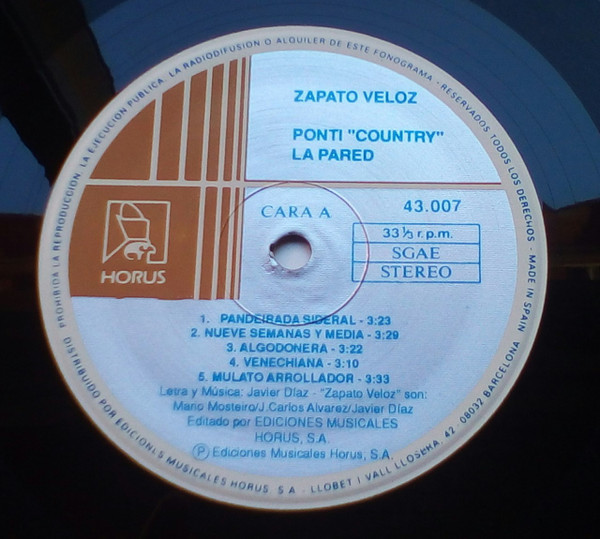 ZAPATO VELOZ
PONTI "COUNTRY"
LA PARED
HORUS
CARA A
43.007
33⅓ r.p.m.
SGAE
STEREO
1. PANDEIRADA SIDERAL - 3:23
2. NUEVE SEMANAS Y MEDIA - 3:29
3. ALGODONERA - 3:22
4. VENECHIANA - 3:10
5. MULATO ARROLLADOR - 3:33
Letra y Música: Javier Díaz - "Zapato Veloz" son:
Mario Mosteiro/J.Carlos Alvarez/Javier Díaz
Editado por EDICIONES MUSICALES
HORUS, S.A.
Ⓟ Ediciones Musicales Horus, S.A.
PROHIBIDA LA REPRODUCCION. LA EJECUCION PUBLICA. LA RADIODIFUSION O ALQUILER DE ESTE FONOGRAMA - RESERVADOS TODOS LOS DERECHOS - MADE IN SPAIN
DISTRIBUIDO POR EDICIONES MUSICALES HORUS S A - LLOBET I VALL LLOSERA, 42 08032 BARCELONA